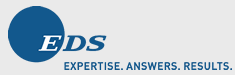 EDS
EXPERTISE. ANSWERS. RESULTS.